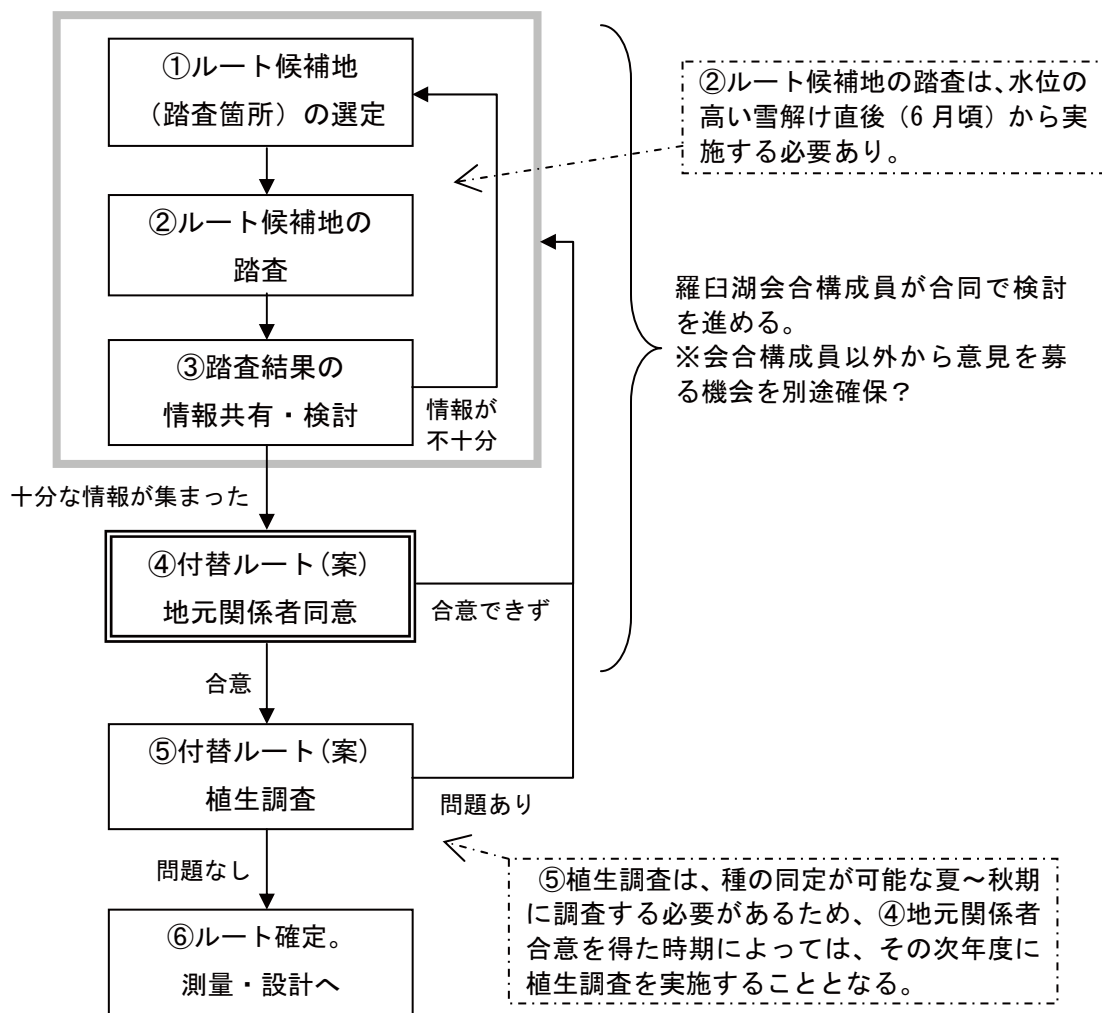 ①ルート候補地
（踏査箇所）の選定
②ルート候補地の踏査は、水位の
高い雪解け直後（6月頃）から実
施する必要あり。
②ルート候補地の
踏査
③踏査結果の
情報共有・検討
情報が
不十分
羅臼湖会合構成員が合同で検討
を進める。
※会合構成員以外から意見を募
る機会を別途確保？
十分な情報が集まった
④付替ルート（案）
地元関係者同意
合意できず
合意
⑤付替ルート（案）
植生調査
問題あり
問題なし
⑤植生調査は、種の同定が可能な夏～秋期
に調査する必要があるため、④地元関係者
合意を得た時期によっては、その次年度に
植生調査を実施することとなる。
⑥ルート確定。
測量・設計へ